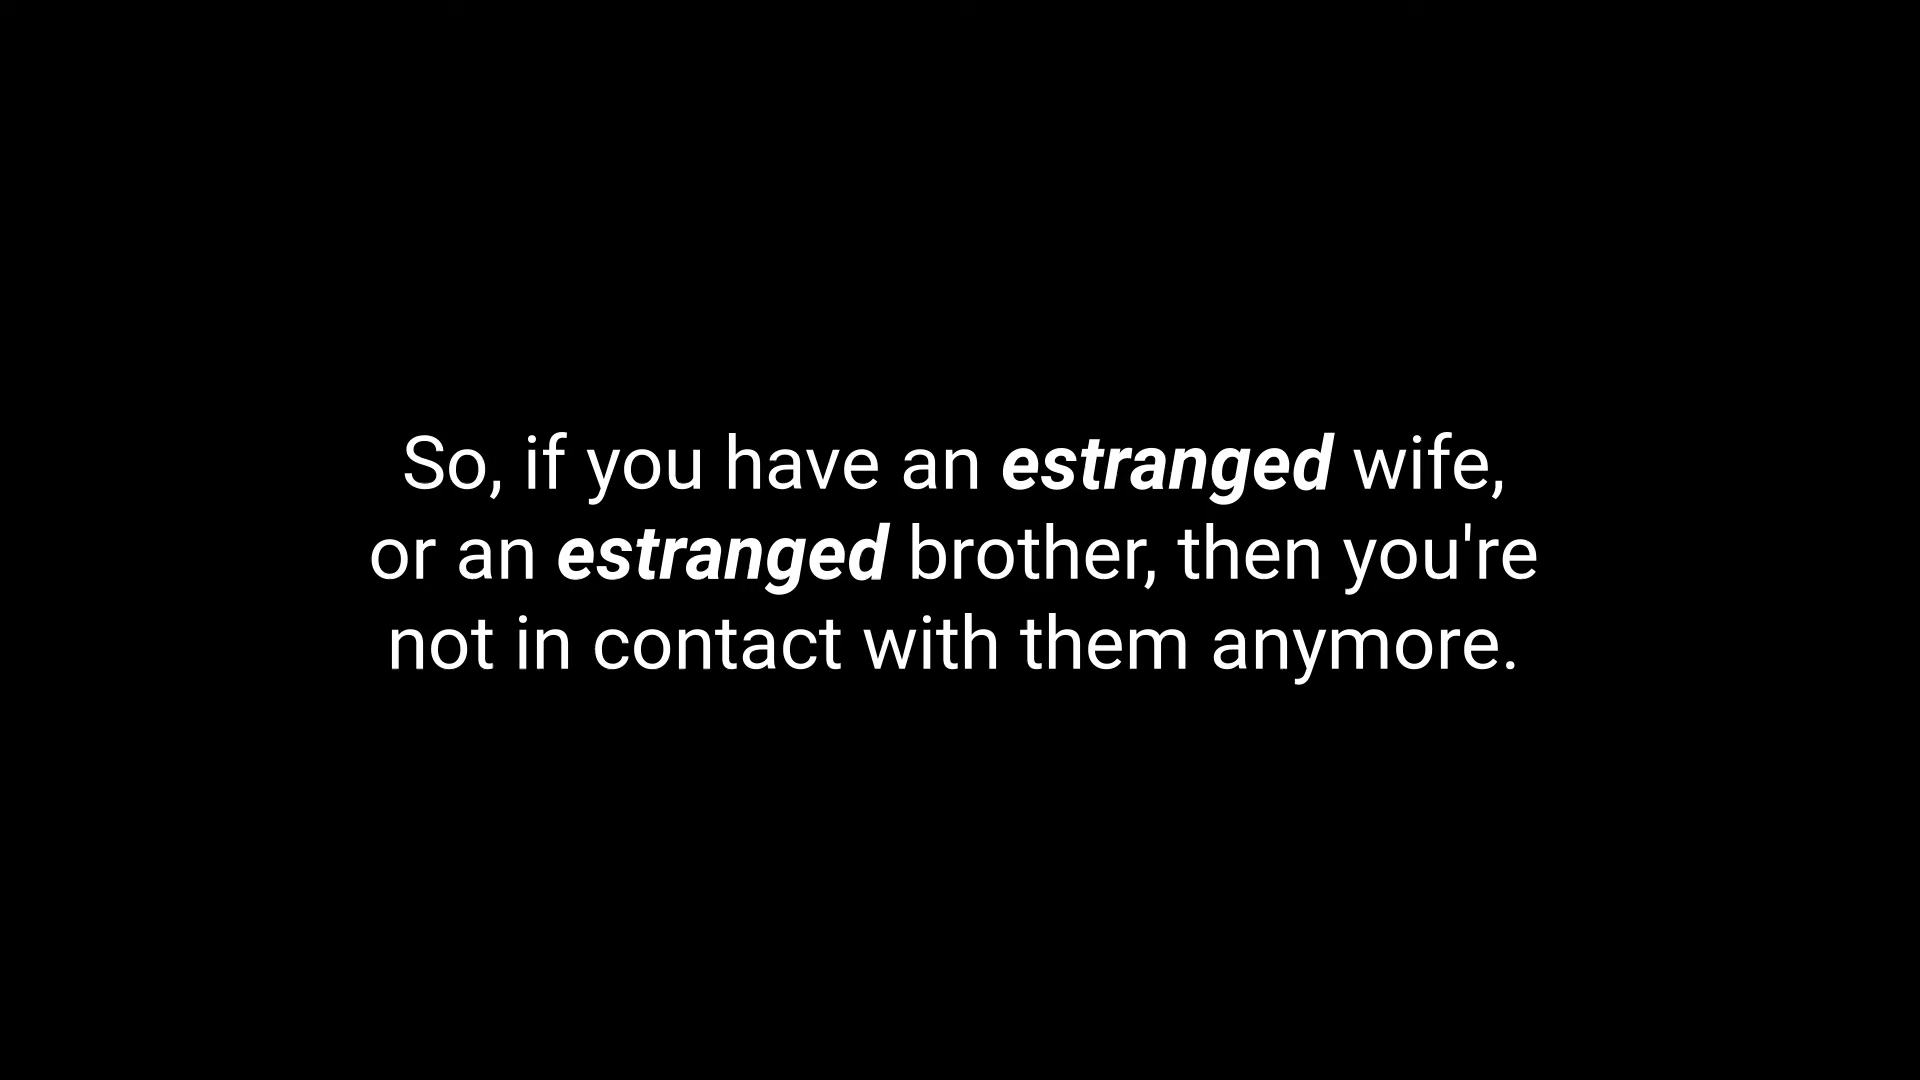 So, if you have an estranged wife,
or an estranged brother, then you're
not in contact with them anymore.